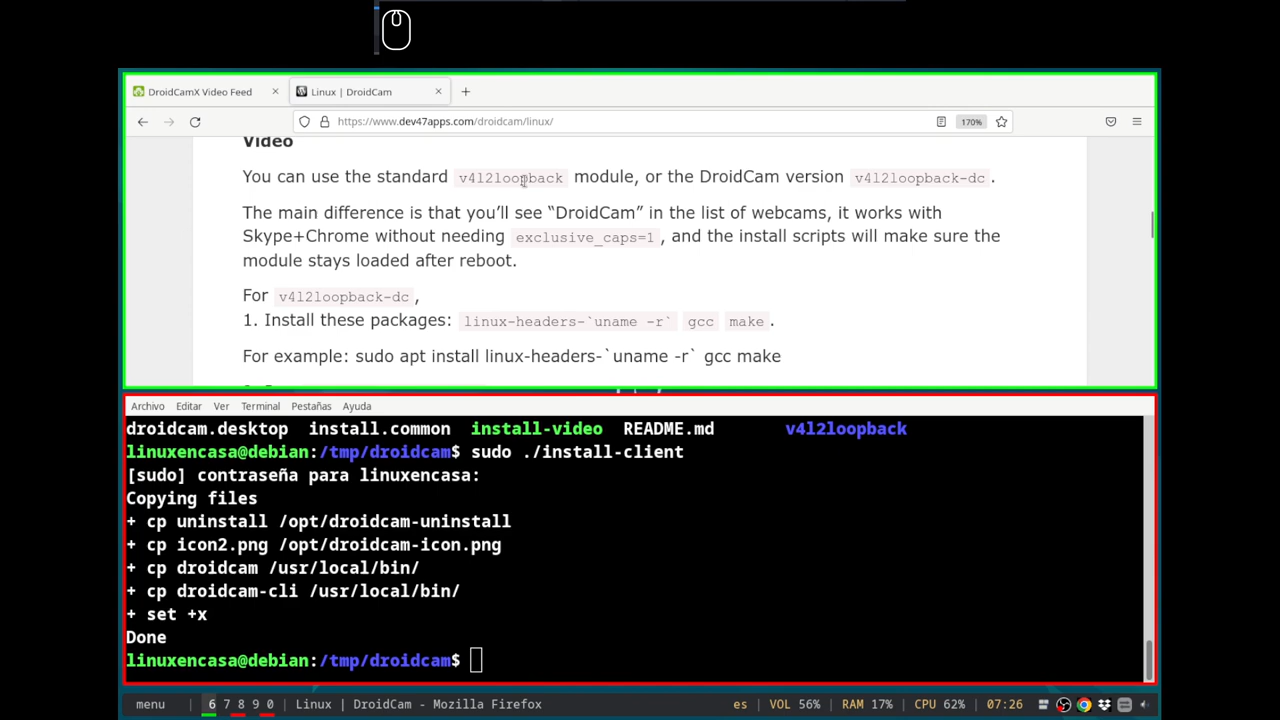 DroidCamX Video Feed
Linux | DroidCam
https://www.dev47apps.com/droidcam/linux/
170%
Video
You can use the standard v4l2loopback module, or the DroidCam version v4l2loopback-dc.
The main difference is that you’ll see “DroidCam” in the list of webcams, it works with
Skype+Chrome without needing exclusive_caps=1, and the install scripts will make sure the
module stays loaded after reboot.
For v4l2loopback-dc,
1. Install these packages: linux-headers-`uname -r` gcc make.
For example: sudo apt install linux-headers-`uname -r` gcc make
Archivo Editar Ver Terminal Pestañas Ayuda
droidcam.desktop install.common install-video README.md v4l2loopback
linuxencasa@debian:/tmp/droidcam$ sudo ./install-client
[sudo] contraseña para linuxencasa:
Copying files
+ cp uninstall /opt/droidcam-uninstall
+ cp icon2.png /opt/droidcam-icon.png
+ cp droidcam /usr/local/bin/
+ cp droidcam-cli /usr/local/bin/
+ set +x
Done
linuxencasa@debian:/tmp/droidcam$
menu | 6 7 8 9 0 | Linux | DroidCam - Mozilla Firefox es | VOL 56% | RAM 17% | CPU 62% | 07:26